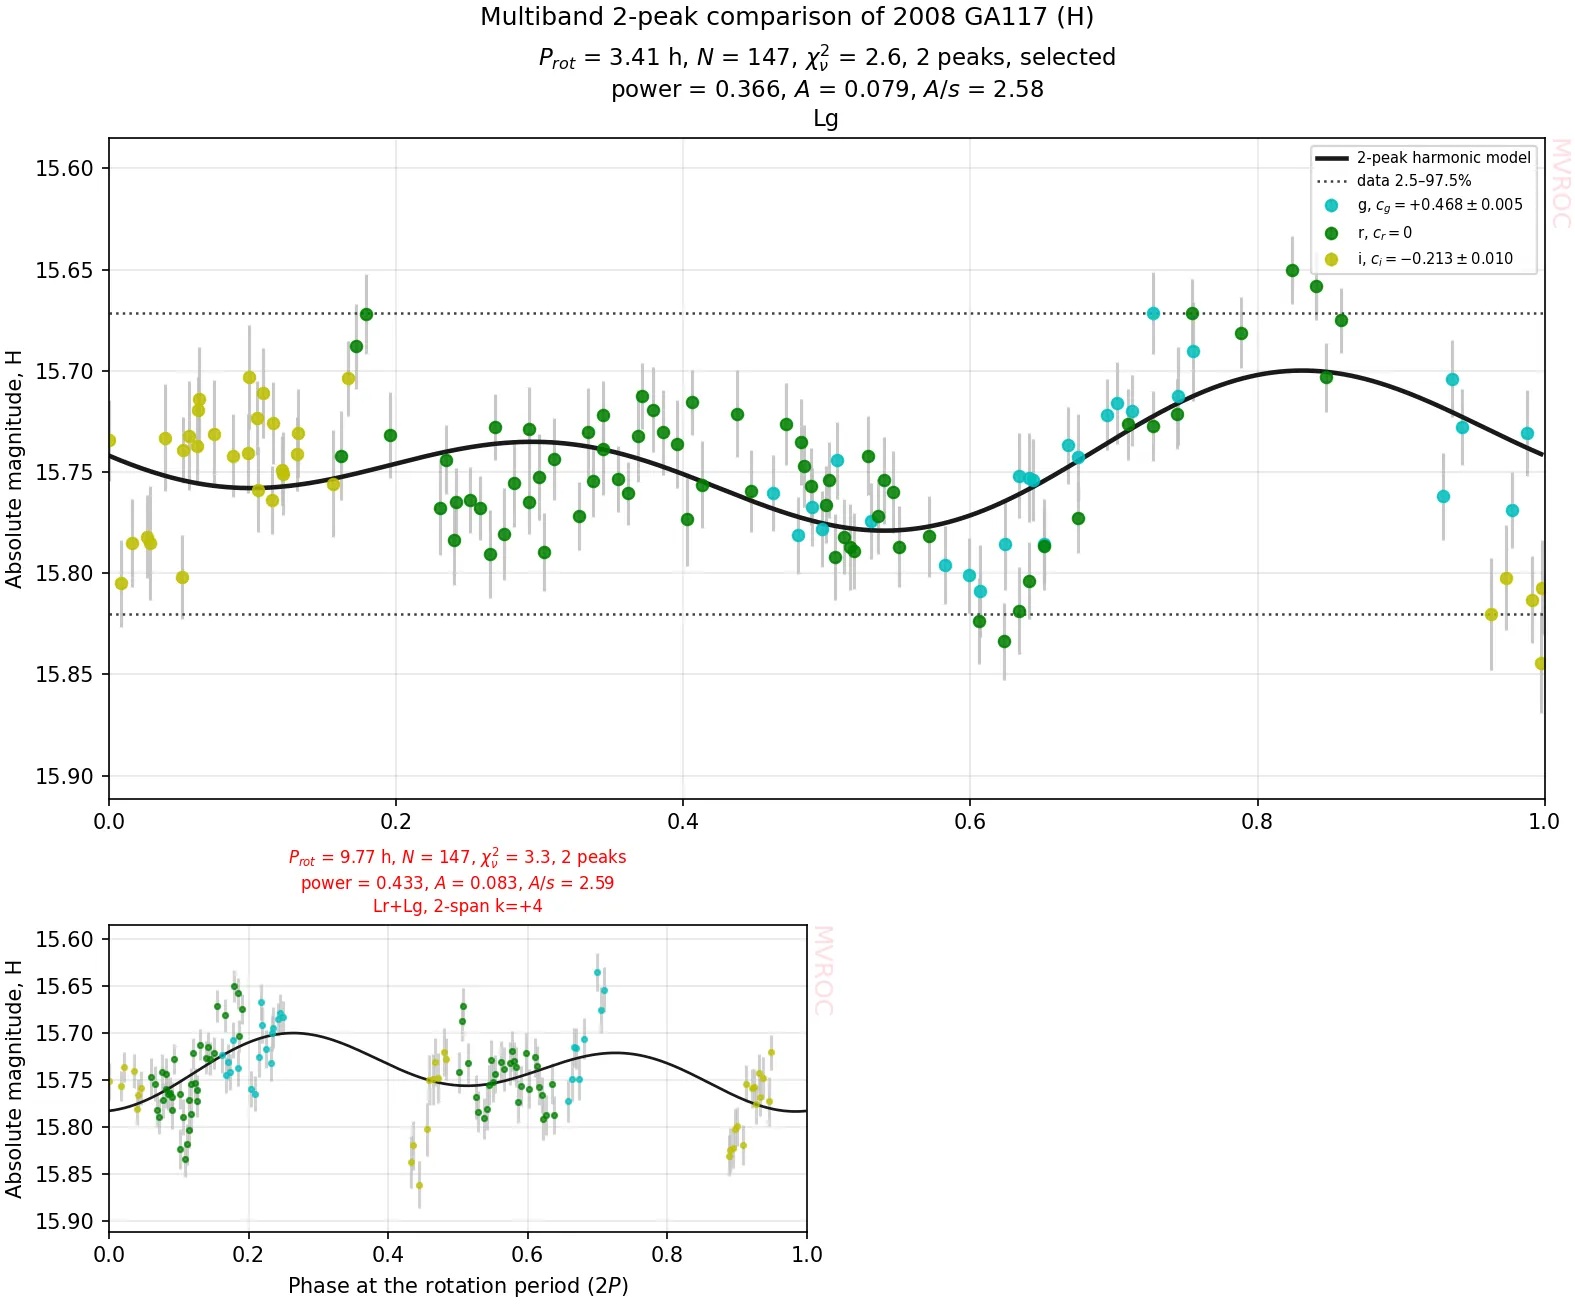 Multiband 2-peak comparison of 2008 GA117 (H)
P_rot = 3.41 h, N = 147, χ²_ν = 2.6, 2 peaks, selected
power = 0.366, A = 0.079, A/s = 2.58
Lg
2-peak harmonic model
data 2.5–97.5%
g, c_g = +0.468 ± 0.005
r, c_r = 0
i, c_i = −0.213 ± 0.010
MVROC
Absolute magnitude, H
15.60
15.65
15.70
15.75
15.80
15.85
15.90
0.0 0.2 0.4 0.6 0.8 1.0
P_rot = 9.77 h, N = 147, χ²_ν = 3.3, 2 peaks
power = 0.433, A = 0.083, A/s = 2.59
Lr+Lg, 2-span k=+4
MVROC
Absolute magnitude, H
15.60
15.65
15.70
15.75
15.80
15.85
15.90
0.0 0.2 0.4 0.6 0.8 1.0
Phase at the rotation period (2P)